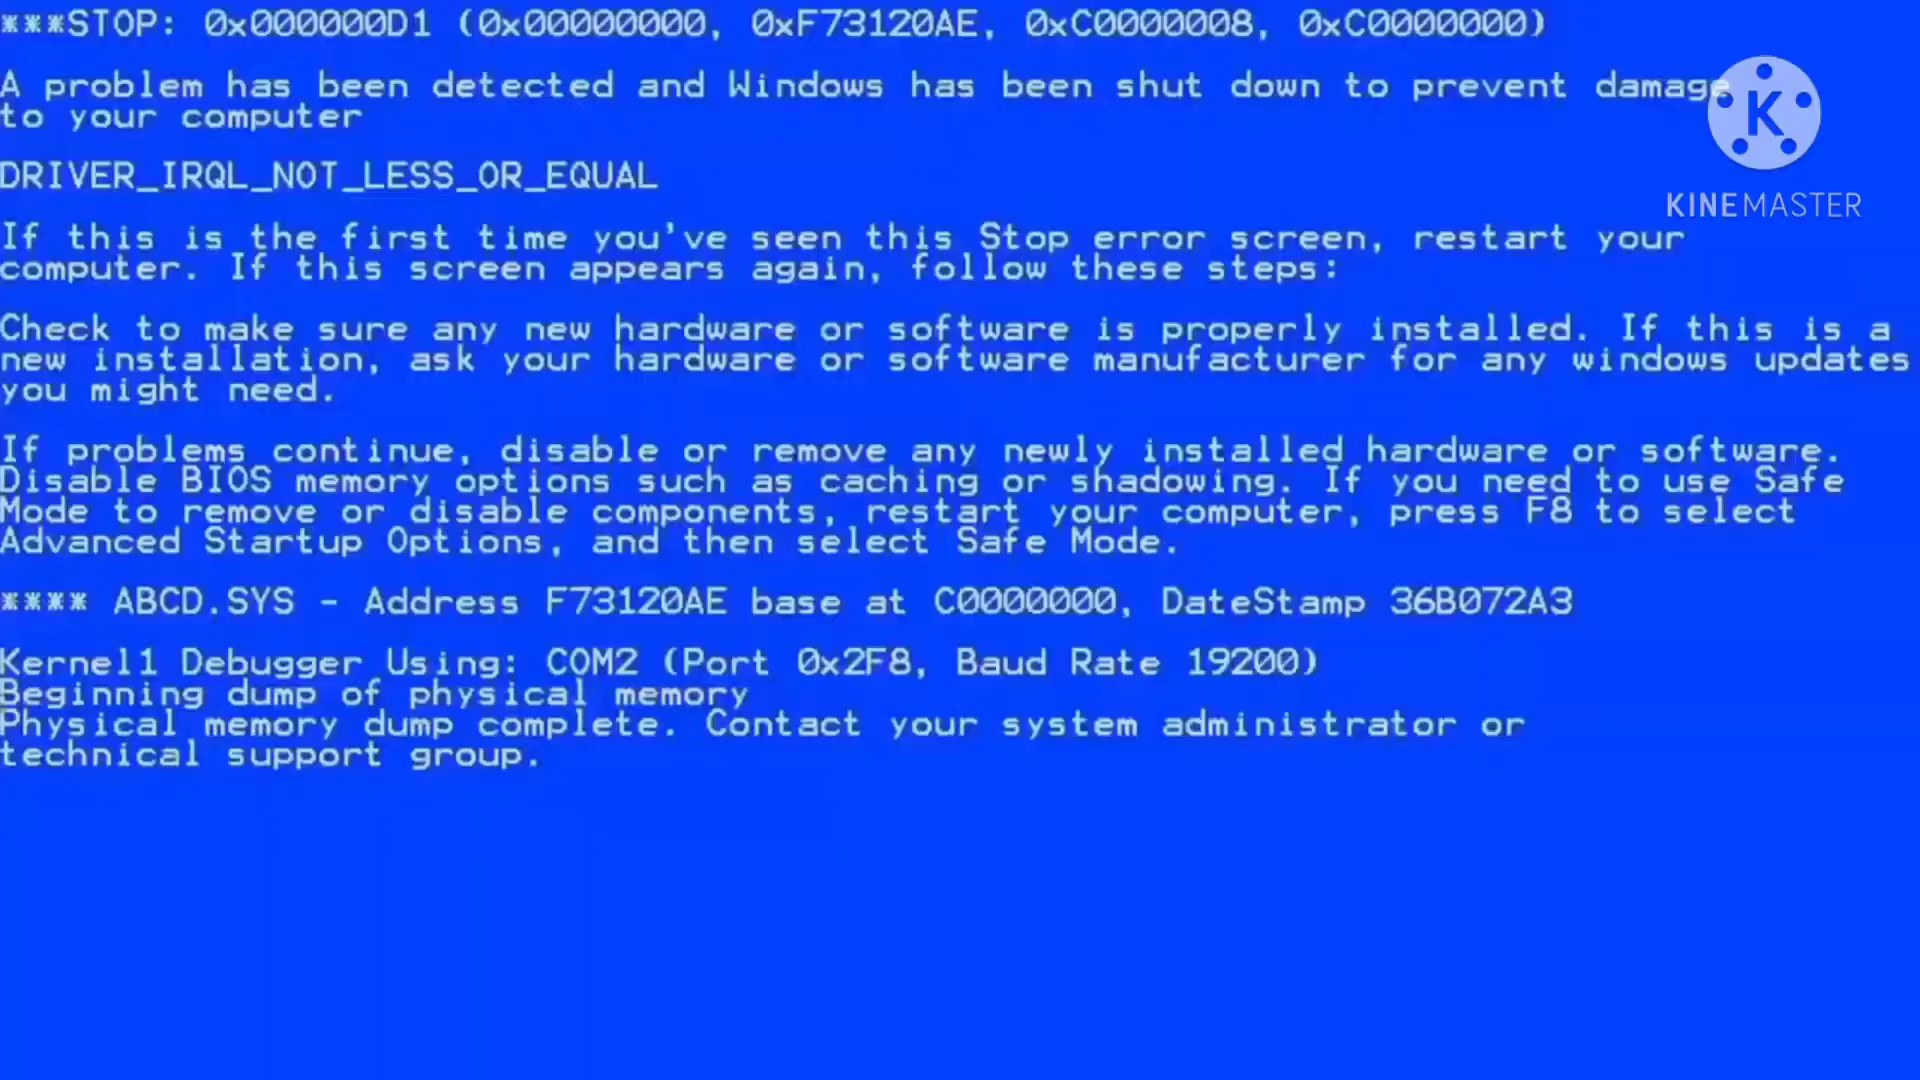 ***STOP: 0x000000D1 (0x00000000, 0xF73120AE, 0xC0000008, 0xC0000000)
A problem has been detected and Windows has been shut down to prevent damage
to your computer
K
KINEMASTER
DRIVER_IRQL_NOT_LESS_OR_EQUAL
If this is the first time you've seen this Stop error screen, restart your
computer. If this screen appears again, follow these steps:
Check to make sure any new hardware or software is properly installed. If this is a
new installation, ask your hardware or software manufacturer for any windows updates
you might need.
If problems continue, disable or remove any newly installed hardware or software.
Disable BIOS memory options such as caching or shadowing. If you need to use Safe
Mode to remove or disable components, restart your computer, press F8 to select
Advanced Startup Options, and then select Safe Mode.
**** ABCD.SYS - Address F73120AE base at C0000000, DateStamp 36B072A3
Kernel1 Debugger Using: COM2 (Port 0x2F8, Baud Rate 19200)
Beginning dump of physical memory
Physical memory dump complete. Contact your system administrator or
technical support group.